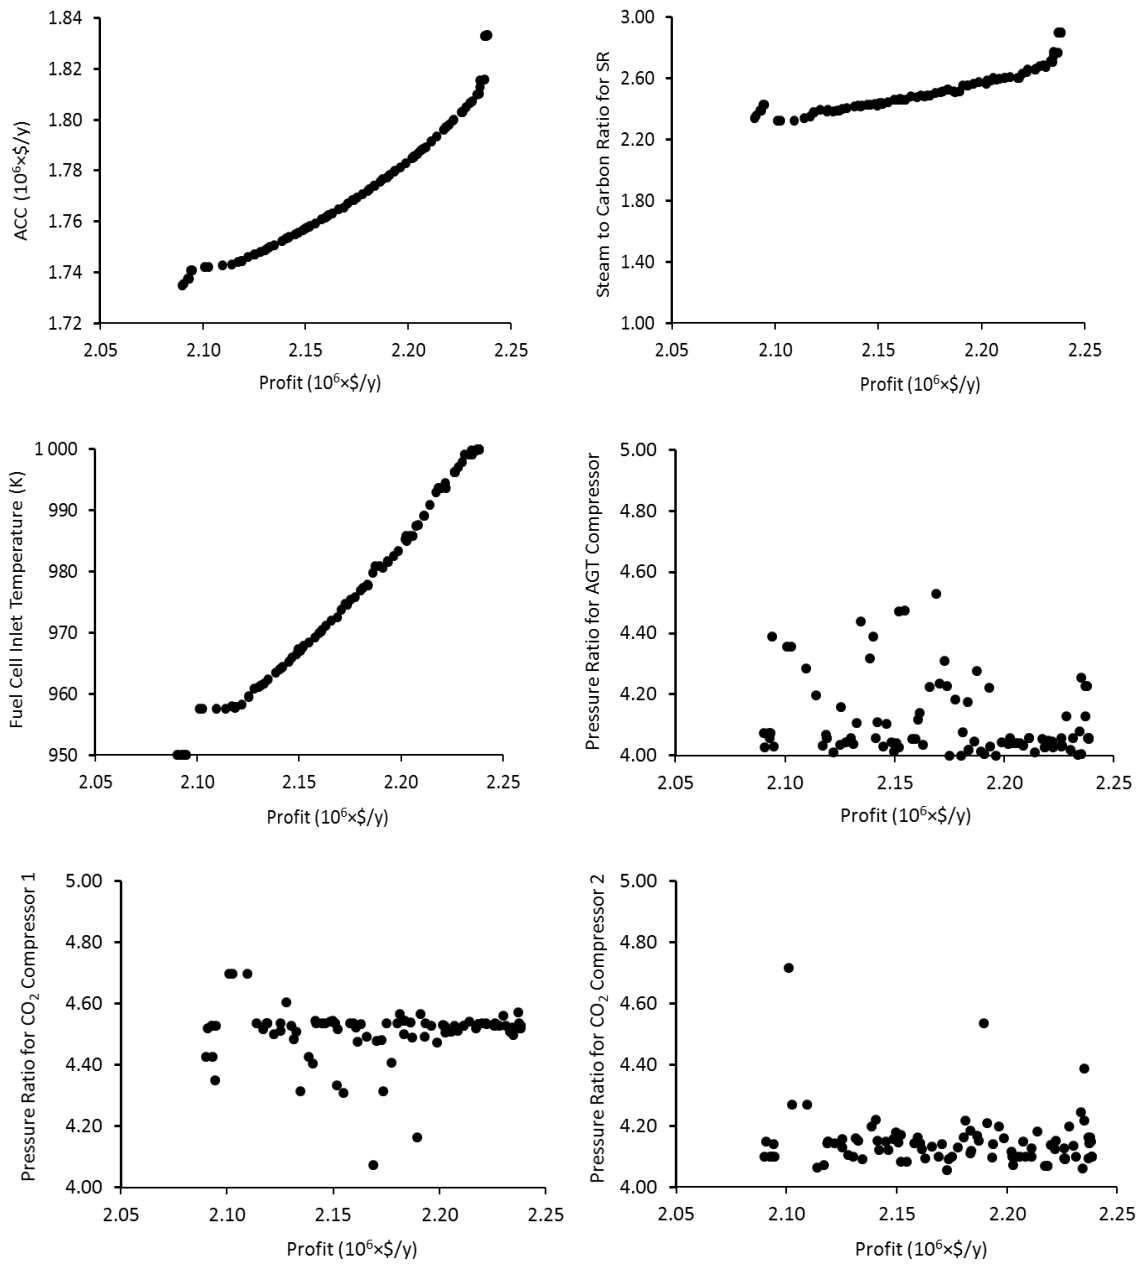 ACC (10⁶×$/y)
1.84
1.82
1.80
1.78
1.76
1.74
1.72
2.05 2.10 2.15 2.20 2.25
Profit (10⁶×$/y)
Steam to Carbon Ratio for SR
3.00
2.60
2.20
1.80
1.40
1.00
2.05 2.10 2.15 2.20 2.25
Profit (10⁶×$/y)
Fuel Cell Inlet Temperature (K)
1 000
990
980
970
960
950
2.05 2.10 2.15 2.20 2.25
Profit (10⁶×$/y)
Pressure Ratio for AGT Compressor
5.00
4.80
4.60
4.40
4.20
4.00
2.05 2.10 2.15 2.20 2.25
Profit (10⁶×$/y)
Pressure Ratio for CO₂ Compressor 1
5.00
4.80
4.60
4.40
4.20
4.00
2.05 2.10 2.15 2.20 2.25
Profit (10⁶×$/y)
Pressure Ratio for CO₂ Compressor 2
5.00
4.80
4.60
4.40
4.20
4.00
2.05 2.10 2.15 2.20 2.25
Profit (10⁶×$/y)